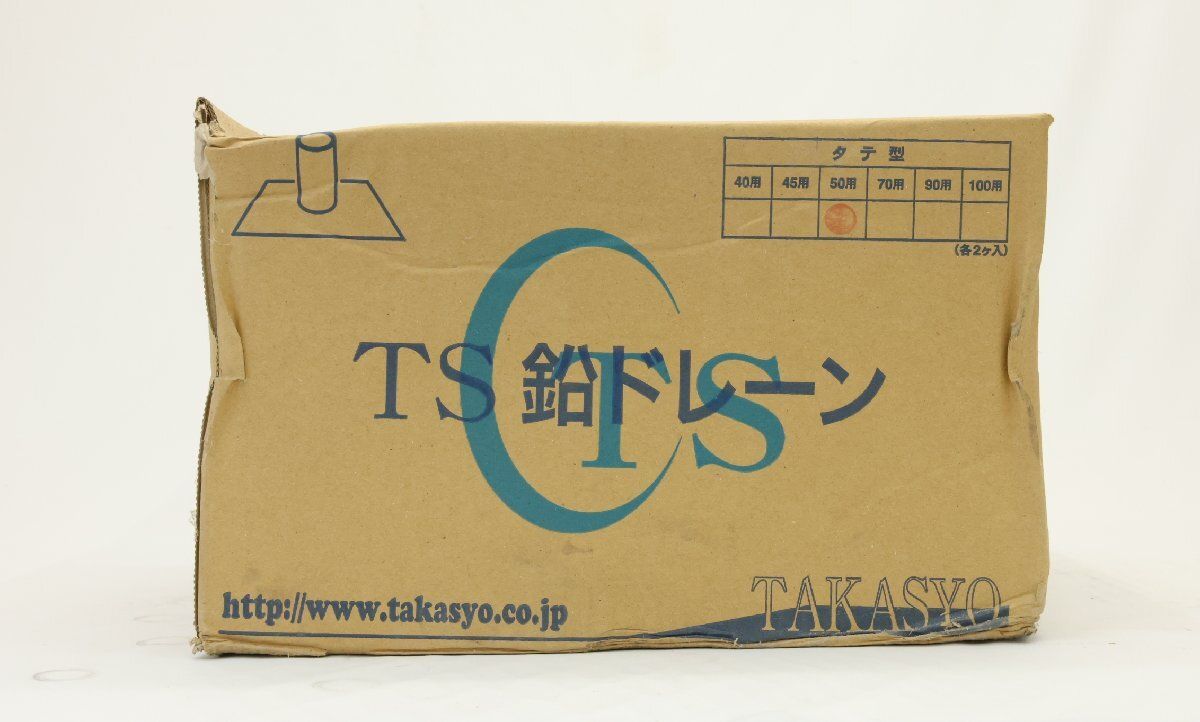 タテ型
40用 45用 50用 70用 90用 100用
(各2ヶ入)
TS 鉛ドレーン
TS
http://www.takasyo.co.jp
TAKASYO